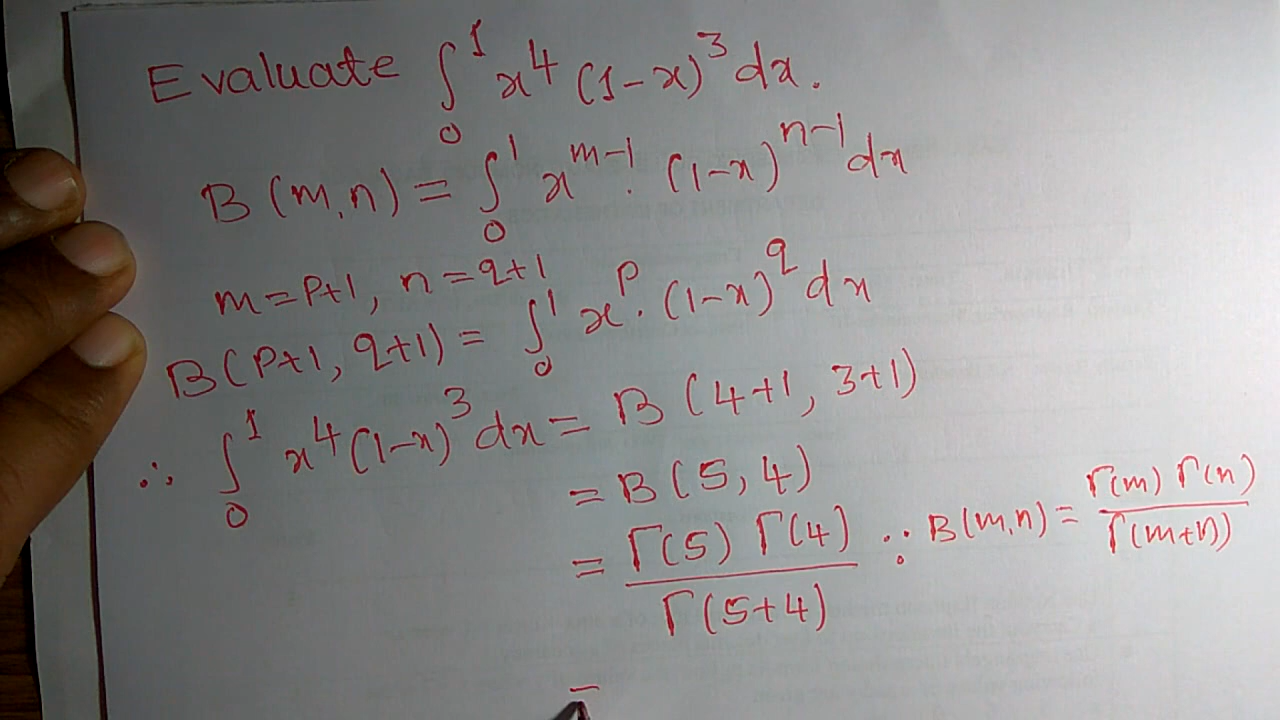 Evaluate ∫₀¹ x⁴ (1-x)³ dx.
B (m,n) = ∫₀¹ x^{m-1} . (1-x)^{n-1} dx
m = p+1, n = q+1
B(p+1, q+1) = ∫₀¹ x^p . (1-x)^q dx
∴ ∫₀¹ x⁴ (1-x)³ dx = B (4+1, 3+1)
= B (5, 4)
= Γ(5) Γ(4) / Γ(5+4) ∵ B(m,n) = Γ(m) Γ(n) / Γ(m+n)